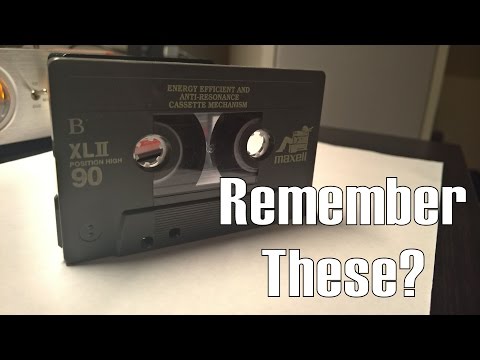 ENERGY EFFICIENT AND
ANTI-RESONANCE
CASSETTE MECHANISM
B
XLII
POSITION HIGH
90
maxell
Remember
These?